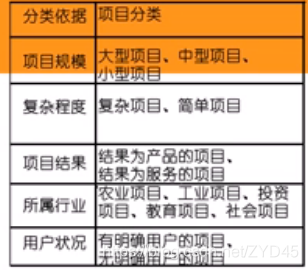 分类依据 项目分类
项目规模 大型项目、中型项目、
小型项目
复杂程度 复杂项目、简单项目
项目结果 结果为产品的项目、
结果为服务的项目
所属行业 农业项目、工业项目、投资
项目、教育项目、社会项目
用户状况 有明确用户的项目、
无明确用户的项目
net/ZYD45